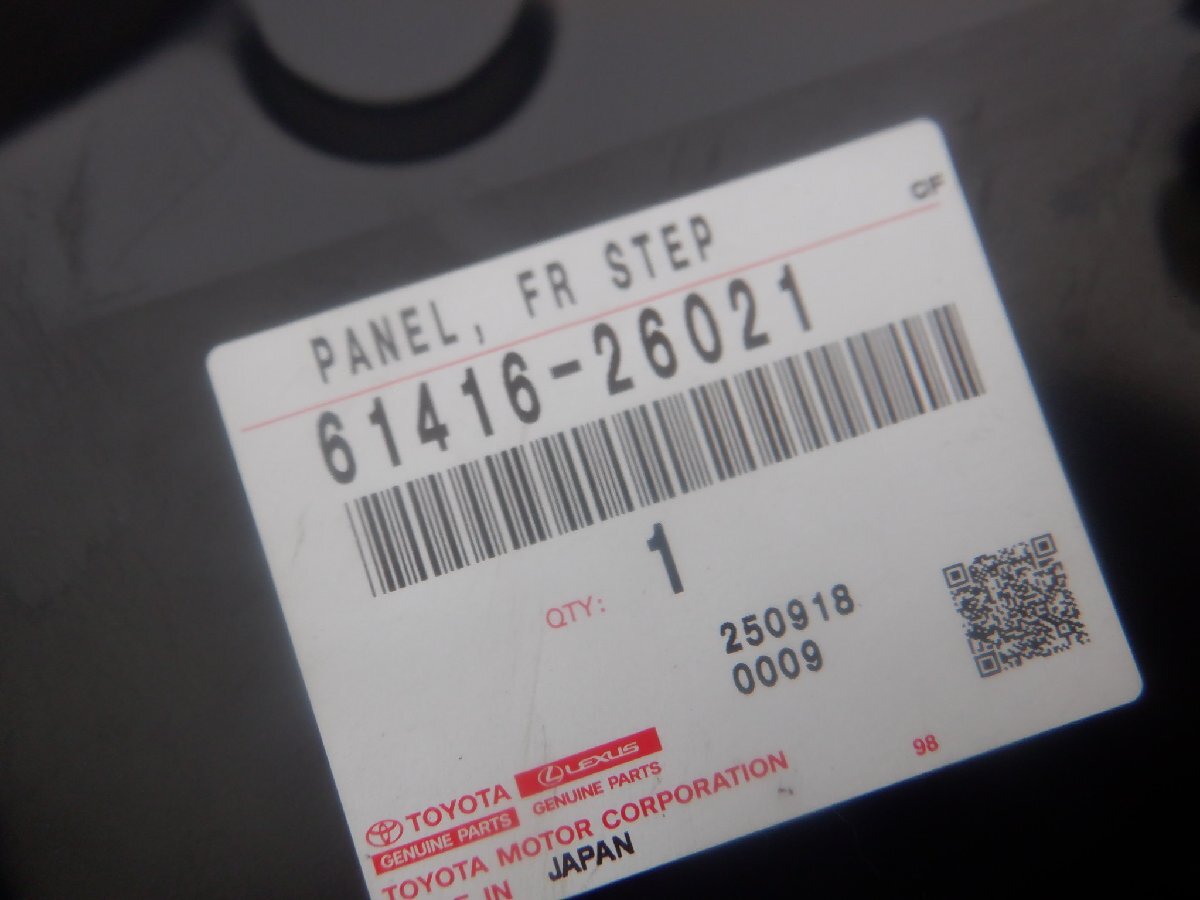 CF
PANEL, FR STEP
61416-26021
QTY: 1
250918
0009
TOYOTA
GENUINE PARTS
LEXUS
GENUINE PARTS
TOYOTA MOTOR CORPORATION
98
IN JAPAN